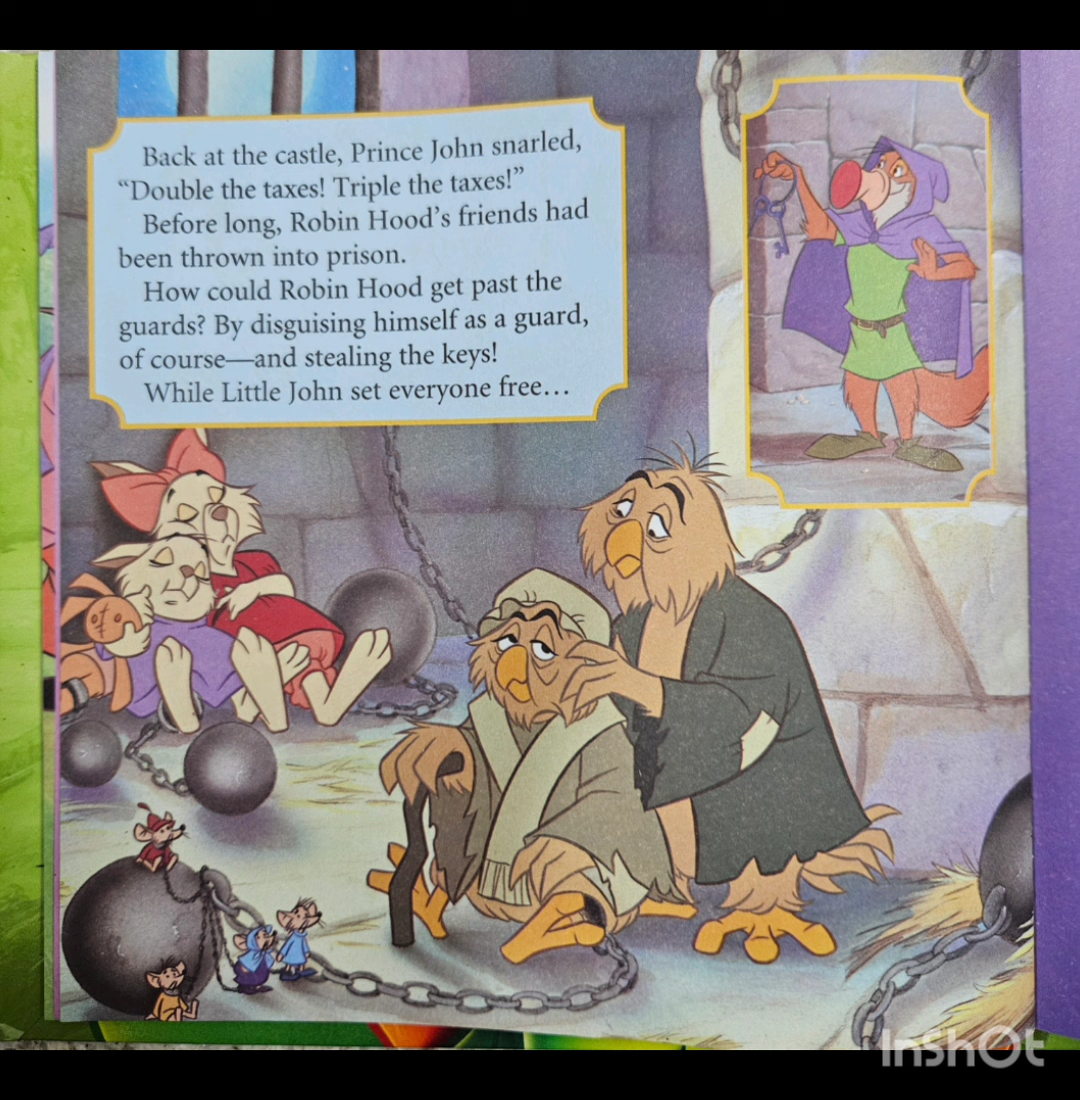 Back at the castle, Prince John snarled,
“Double the taxes! Triple the taxes!”
Before long, Robin Hood’s friends had
been thrown into prison.
How could Robin Hood get past the
guards? By disguising himself as a guard,
of course—and stealing the keys!
While Little John set everyone free…
InshOt